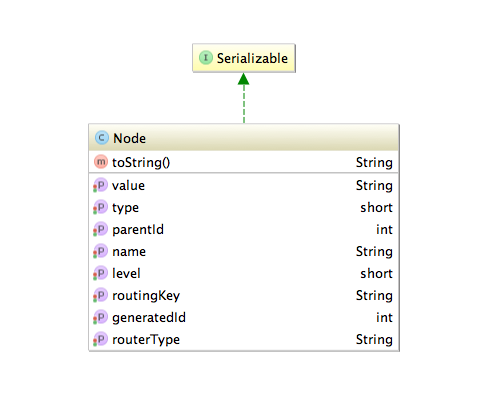 I Serializable
C Node
m toString() String
P value String
P type short
P parentId int
P name String
P level short
P routingKey String
P generatedId int
P routerType String